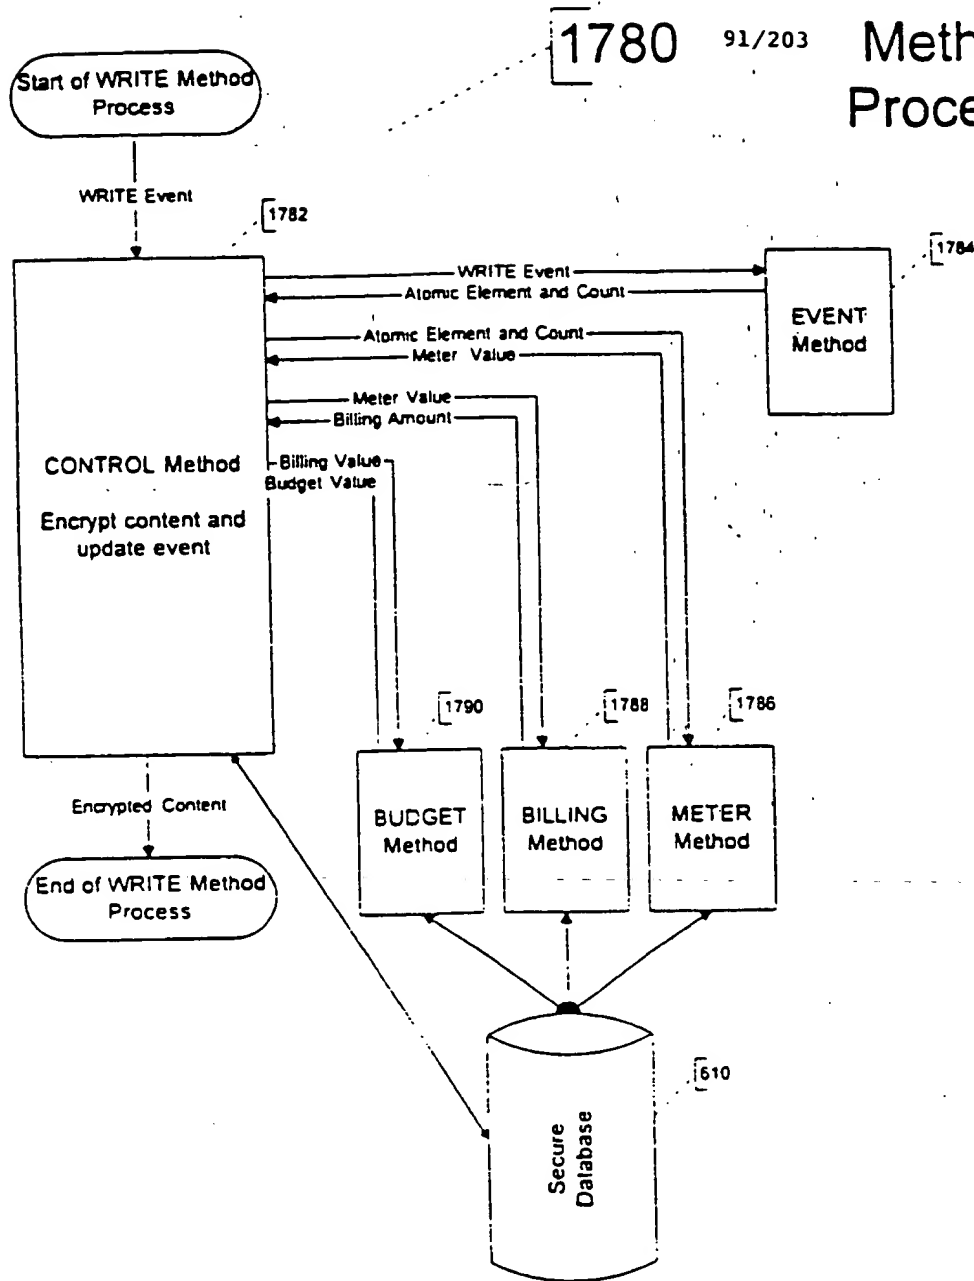 1780 91/203 Meth
Proce
Start of WRITE Method
Process
WRITE Event
1782
1784
WRITE Event
Atomic Element and Count
EVENT
Method
Atomic Element and Count
Meter Value
Meter Value
Billing Amount
CONTROL Method
Billing Value
Budget Value
Encrypt content and
update event
1790
1788
1786
Encrypted Content
BUDGET
Method
BILLING
Method
METER
Method
End of WRITE Method
Process
610
Secure
Database